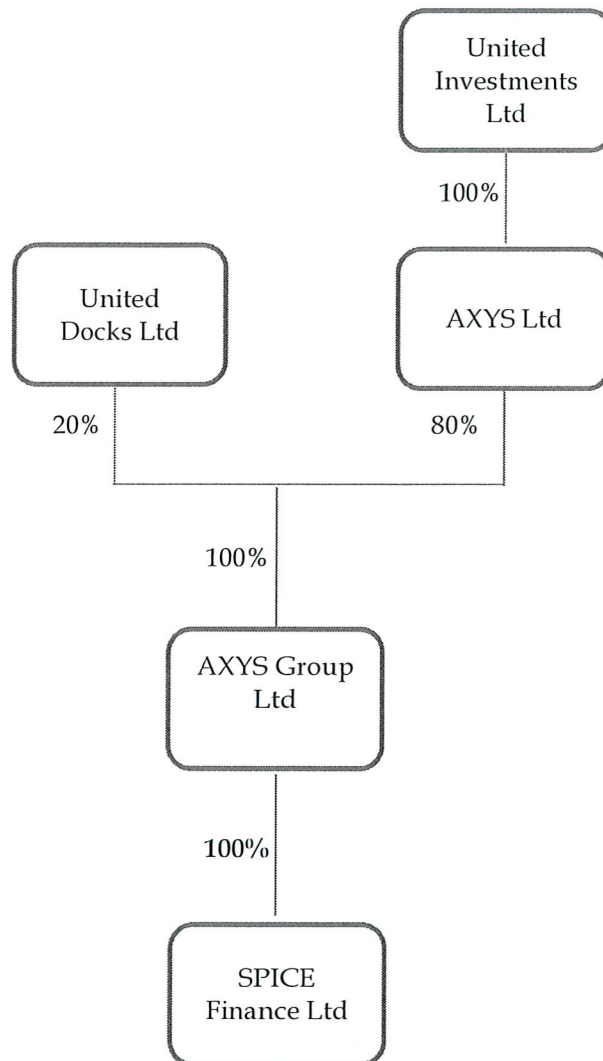 United
Investments
Ltd
100%
United
Docks Ltd
AXYS Ltd
20%
80%
100%
AXYS Group
Ltd
100%
SPICE
Finance Ltd